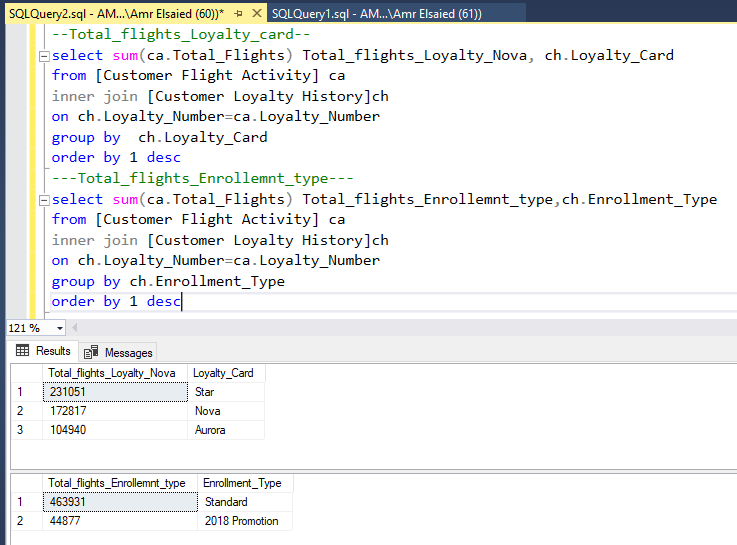 SQLQuery2.sql - AM...\Amr Elsaied (60))* SQLQuery1.sql - AM...\Amr Elsaied (61))
--Total_flights_Loyalty_card--
select sum(ca.Total_Flights) Total_flights_Loyalty_Nova, ch.Loyalty_Card
from [Customer Flight Activity] ca
inner join [Customer Loyalty History]ch
on ch.Loyalty_Number=ca.Loyalty_Number
group by  ch.Loyalty_Card
order by 1 desc
---Total_flights_Enrollemnt_type---
select sum(ca.Total_Flights) Total_flights_Enrollemnt_type,ch.Enrollment_Type
from [Customer Flight Activity] ca
inner join [Customer Loyalty History]ch
on ch.Loyalty_Number=ca.Loyalty_Number
group by ch.Enrollment_Type
order by 1 desc
121 %
Results Messages
Total_flights_Loyalty_Nova Loyalty_Card
1 231051 Star
2 172817 Nova
3 104940 Aurora
Total_flights_Enrollemnt_type Enrollment_Type
1 463931 Standard
2 44877 2018 Promotion